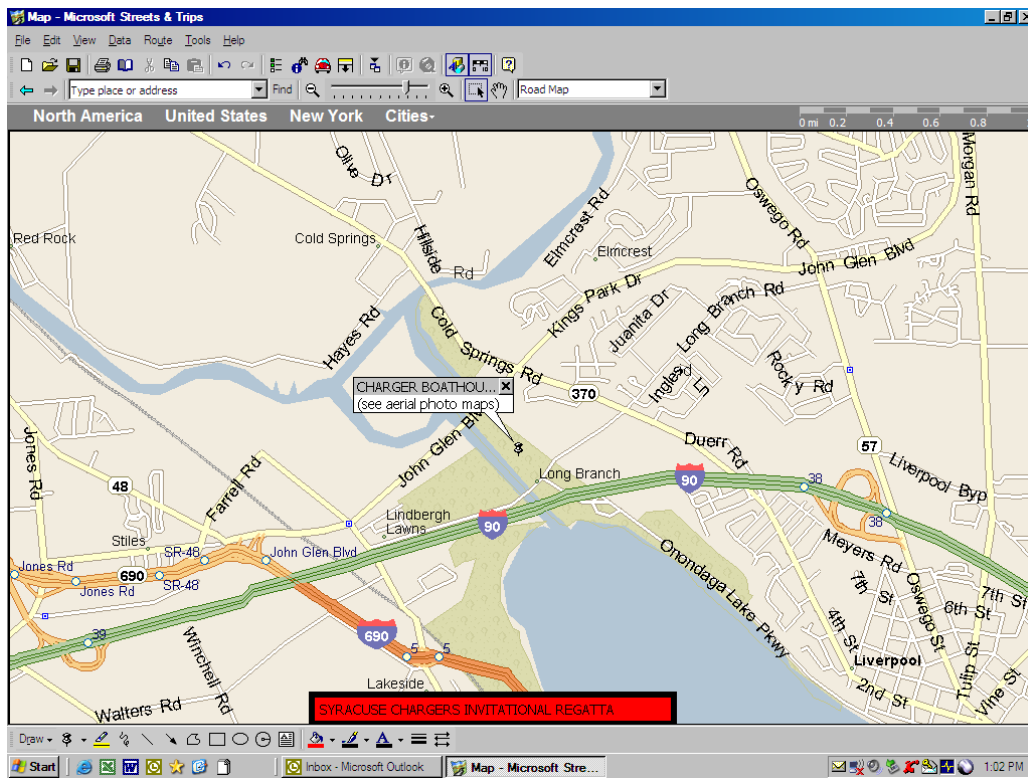 Map - Microsoft Streets & Trips
File Edit View Data Route Tools Help
Type place or address
Find
Road Map
North America United States New York Cities
0 mi 0.2 0.4 0.6 0.8
Olive Dr
Hillside
Rd
Elmcrest Rd
Oswego Rd
Morgan Rd
Red Rock
Cold Springs
Elmcrest
John Glen Blvd
Kings Park Dr
Juanita Dr
Long Branch Rd
Hayes Rd
Cold Springs Rd
Ingles
Rocky Rd
370
CHARGER BOATHOU...
(see aerial photo maps)
John Glen Blv
Duerr Rd
57
Liverpool Byp
Jones Rd
48
Farrell Rd
Long Branch
90
38
38
Lindbergh
Lawns
90
Stiles
SR-48
John Glen Blvd
Jones Rd
690
SR-48
Jones Rd
Meyers Rd
7th St
Oswego St
6th St
7th St
Onondaga Lake Pkwy
4th St
39
Winchell Rd
690
5
5
Liverpool
Tulip St
Vine St
2nd St
Lakeside
Walters Rd
SYRACUSE CHARGERS INVITATIONAL REGATTA
Draw
Start
Inbox - Microsoft Outlook
Map - Microsoft Stre...
1:02 PM